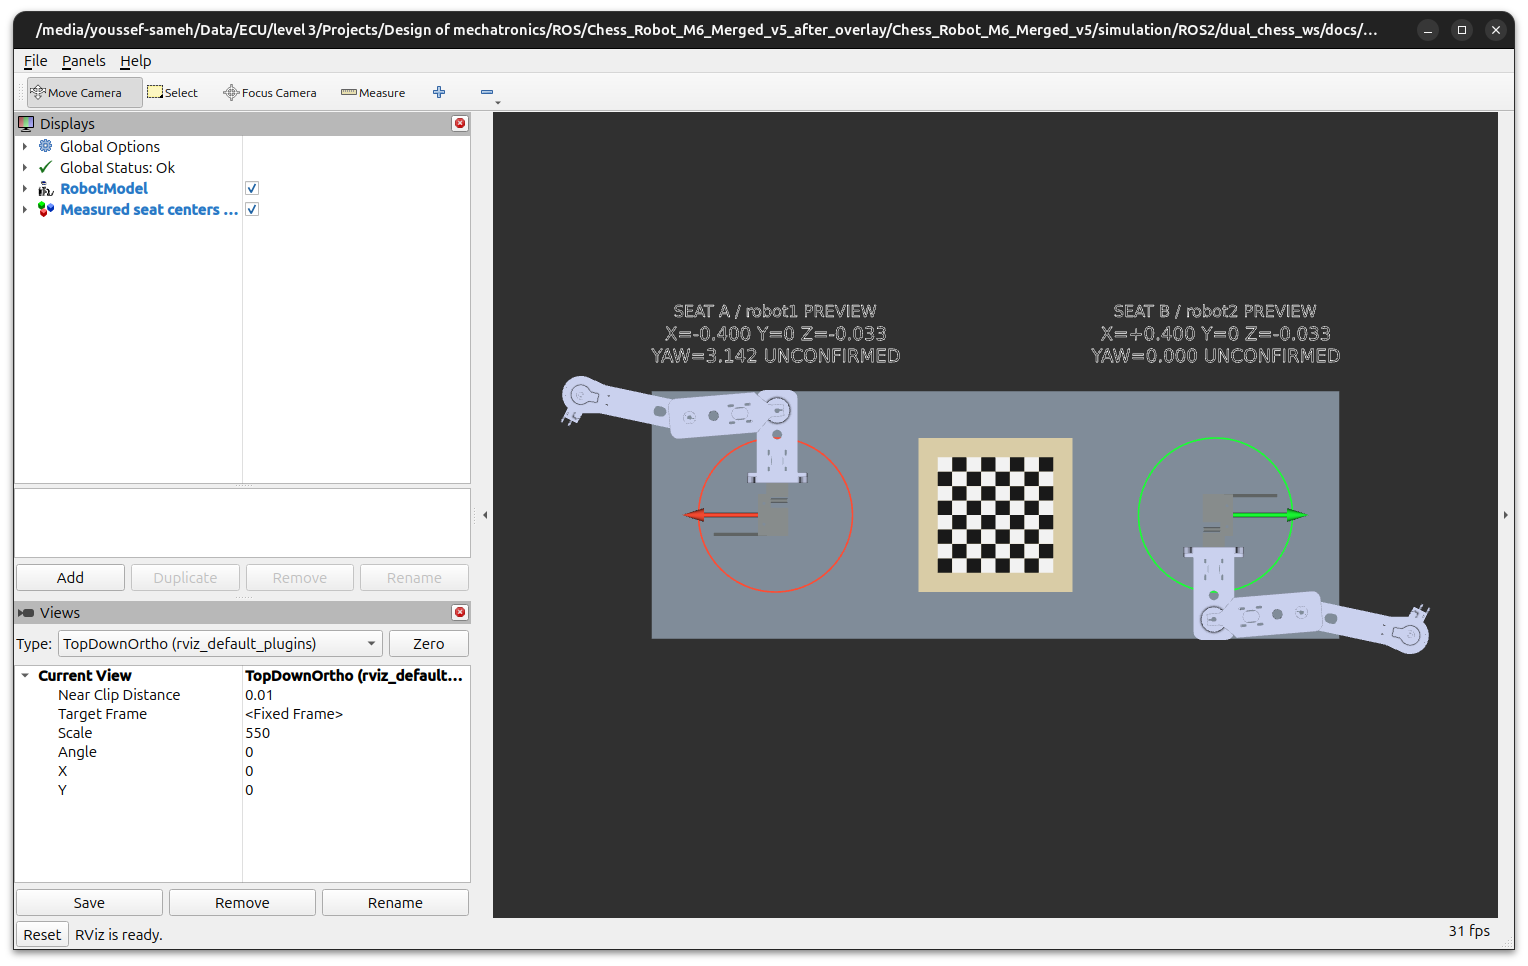 /media/youssef-sameh/Data/ECU/level 3/Projects/Design of mechatronics/ROS/Chess_Robot_M6_Merged_v5_after_overlay/Chess_Robot_M6_Merged_v5/simulation/ROS2/dual_chess_ws/docs/...
File Panels Help
Move Camera Select Focus Camera Measure
Displays
Global Options
Global Status: Ok
RobotModel
Measured seat centers ...
Add Duplicate Remove Rename
Views
Type: TopDownOrtho (rviz_default_plugins) Zero
Current View TopDownOrtho (rviz_default...
Near Clip Distance 0.01
Target Frame <Fixed Frame>
Scale 550
Angle 0
X 0
Y 0
Save Remove Rename
Reset RViz is ready.
SEAT A / robot1 PREVIEW
X=-0.400 Y=0 Z=-0.033
YAW=3.142 UNCONFIRMED
SEAT B / robot2 PREVIEW
X=+0.400 Y=0 Z=-0.033
YAW=0.000 UNCONFIRMED
31 fps